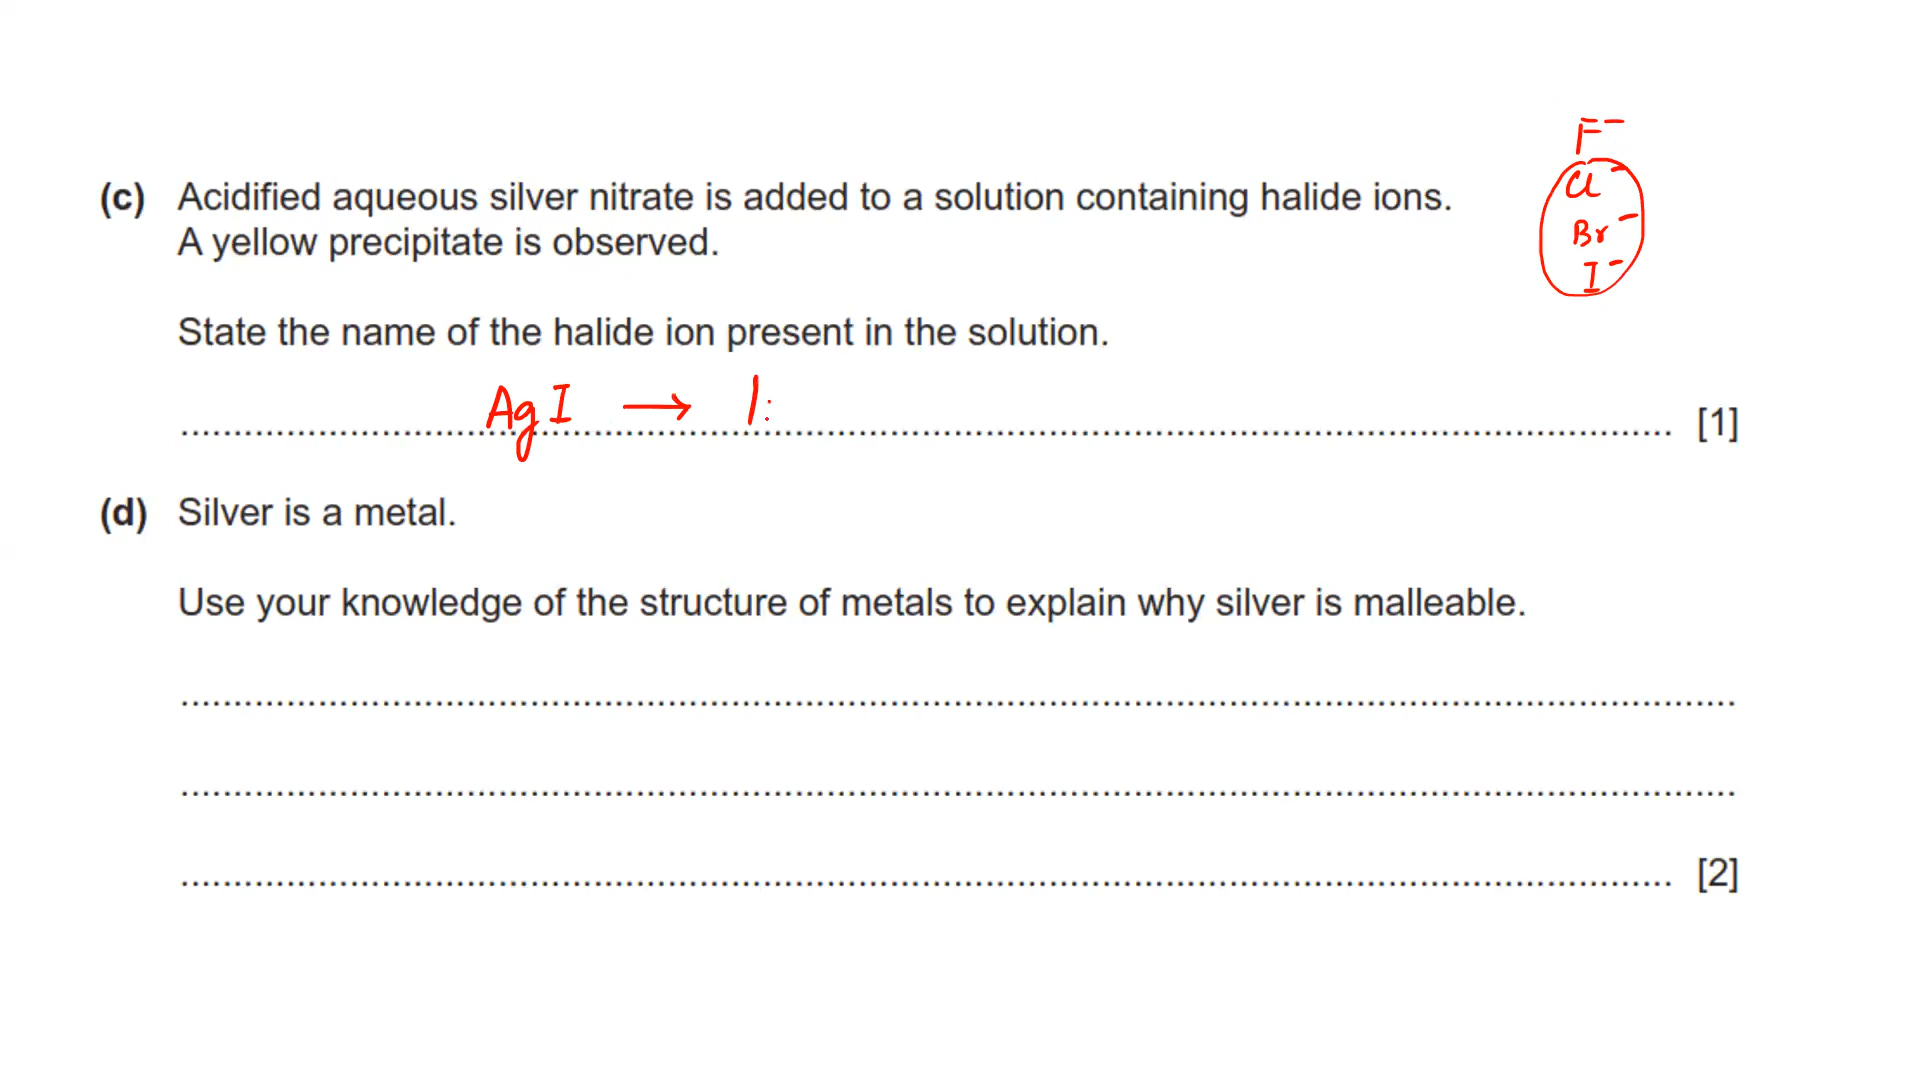 F⁻
Cl⁻
Br⁻
I⁻
(c) Acidified aqueous silver nitrate is added to a solution containing halide ions.
A yellow precipitate is observed.
State the name of the halide ion present in the solution.
AgI →
[1]
(d) Silver is a metal.
Use your knowledge of the structure of metals to explain why silver is malleable.
[2]